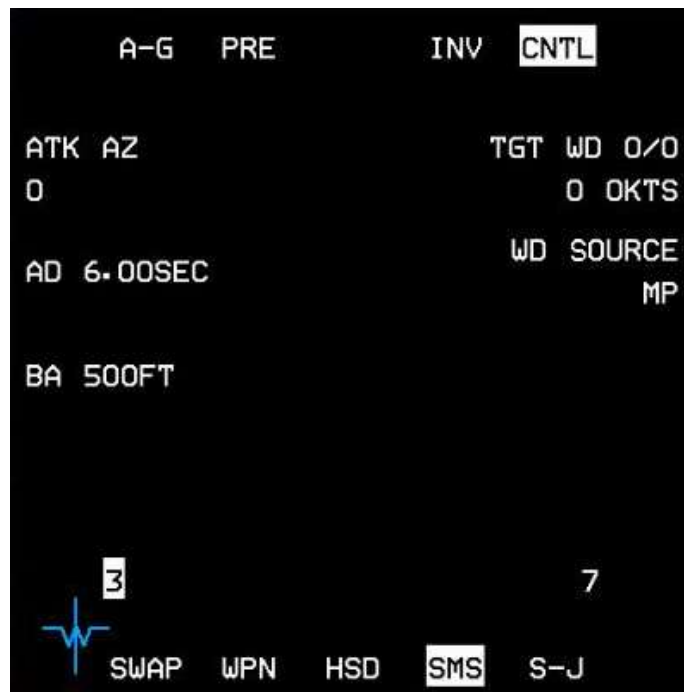 A-G PRE INV CNTL
ATK AZ TGT WD 0/0
0 0 0KTS
WD SOURCE
AD 6.00SEC
MP
BA 500FT
3 7
SWAP WPN HSD SMS S-J